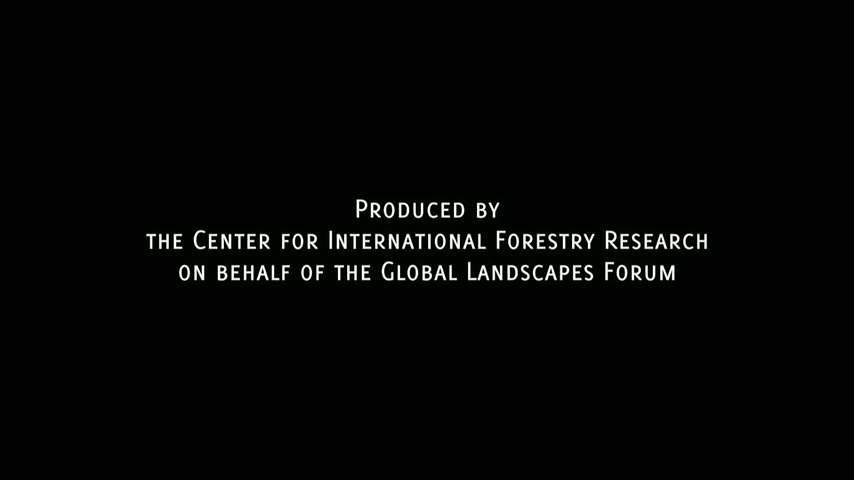 Produced by
the Center for International Forestry Research
on behalf of the Global Landscapes Forum